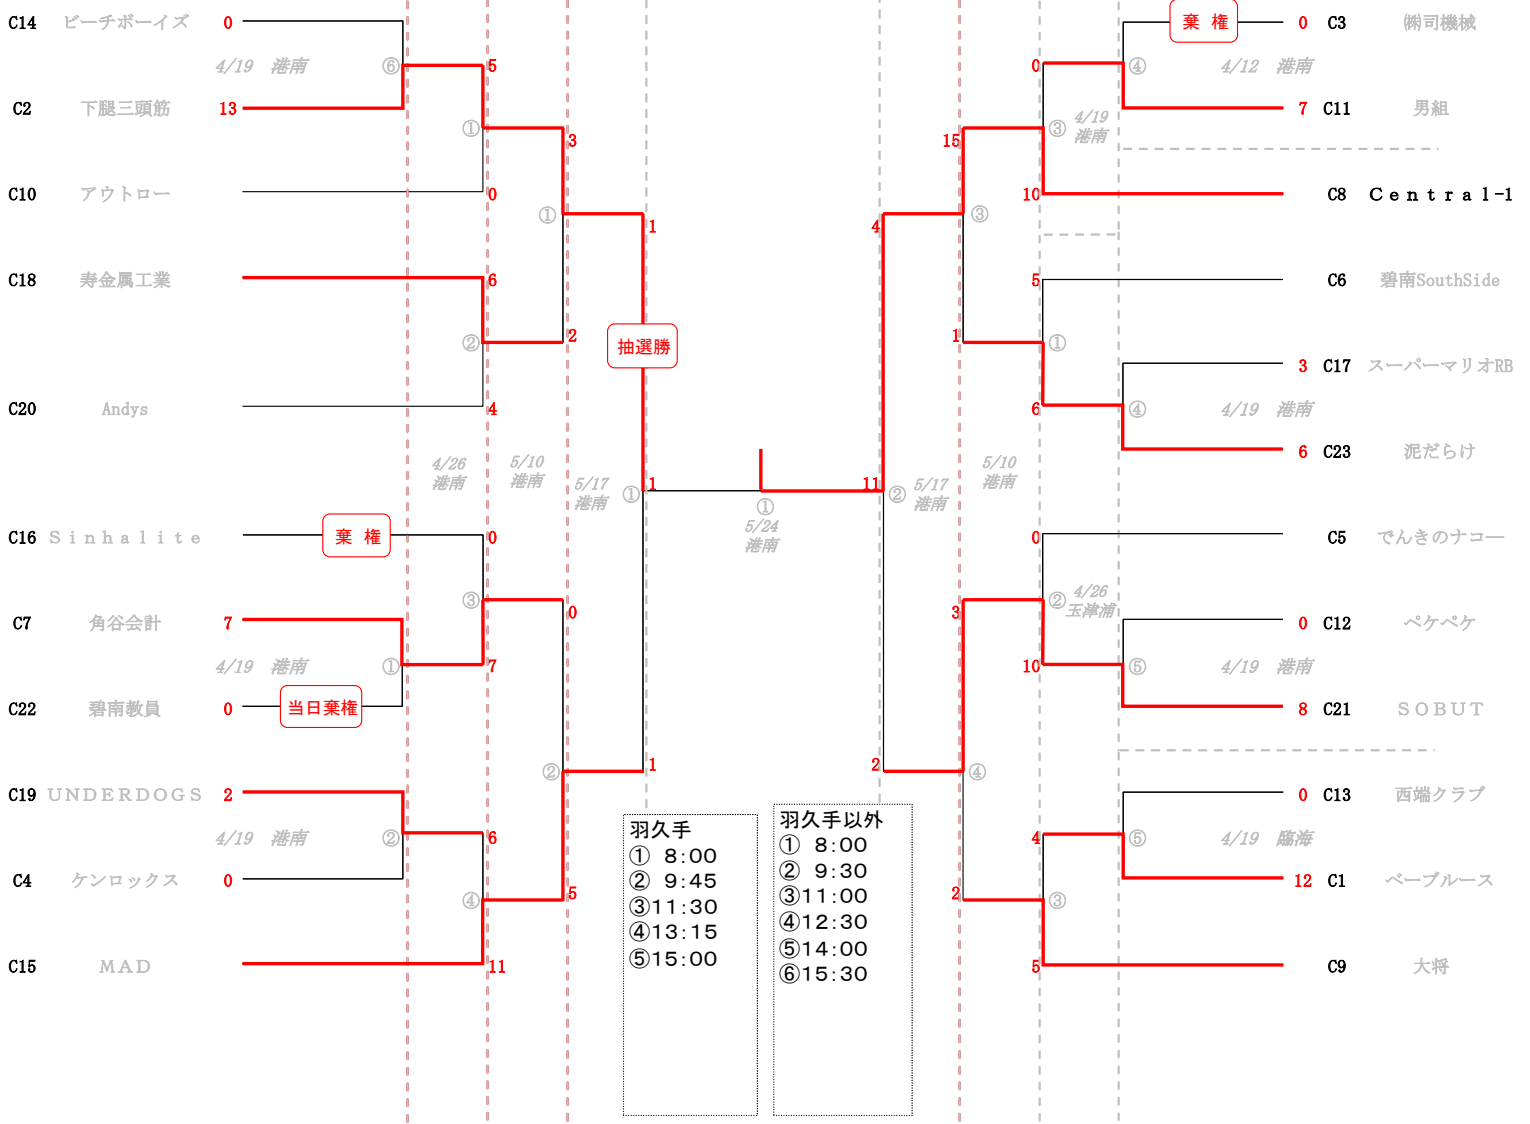 C14 ビーチボーイズ 0
4/19 港南 ⑥ 5
C2 下腿三頭筋 13
① 3
C10 アウトロー 0
① 1
C18 寿金属工業 6
② 2
抽選勝
C20 Andys 4
4/26 港南
5/10 港南
5/17 港南
① 1
C16 Sinhalite 棄権 0
③ 0
C7 角谷会計 7
4/19 港南 ① 7
C22 碧南教員 0 当日棄権
② 1
C19 UNDERDOGS 2
4/19 港南 ② 6
C4 ケンロックス 0
④ 5
C15 MAD 11
①
5/24
港南
棄権 0 C3 ㈱司機械
0 ④ 4/12 港南
7 C11 男組
15 ③ 4/19 港南
10 C8 Central-1
4 ③
5 C6 碧南SouthSide
1 ①
3 C17 スーパーマリオRB
6 ④ 4/19 港南
6 C23 泥だらけ
5/10 港南
11 ② 5/17 港南
0 C5 でんきのナコー
3 ② 4/26 玉津浦
0 C12 ペケペケ
10 ⑤ 4/19 港南
8 C21 SOBUT
2 ④
0 C13 西端クラブ
4 ⑤ 4/19 臨海
12 C1 ベーブルース
2 ③
5 C9 大将
羽久手
① 8:00
② 9:45
③11:30
④13:15
⑤15:00
羽久手以外
① 8:00
② 9:30
③11:00
④12:30
⑤14:00
⑥15:30